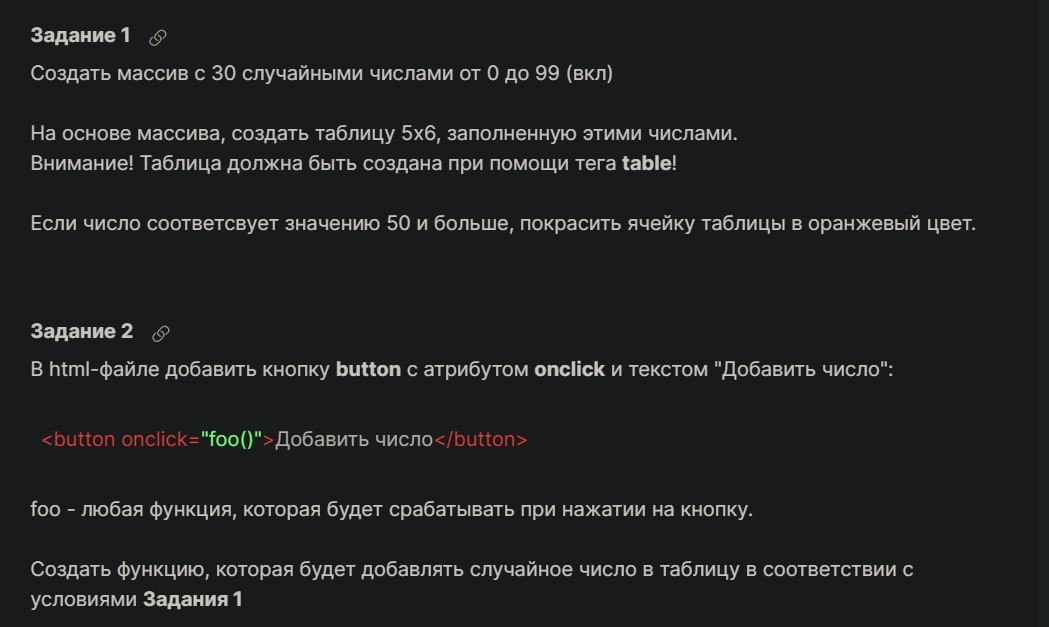 Задание 1
Создать массив с 30 случайными числами от 0 до 99 (вкл)
На основе массива, создать таблицу 5x6, заполненную этими числами.
Внимание! Таблица должна быть создана при помощи тега table!
Если число соответсвует значению 50 и больше, покрасить ячейку таблицы в оранжевый цвет.
Задание 2
В html-файле добавить кнопку button с атрибутом onclick и текстом "Добавить число":
<button onclick="foo()">Добавить число</button>
foo - любая функция, которая будет срабатывать при нажатии на кнопку.
Создать функцию, которая будет добавлять случайное число в таблицу в соответствии с
условиями Задания 1